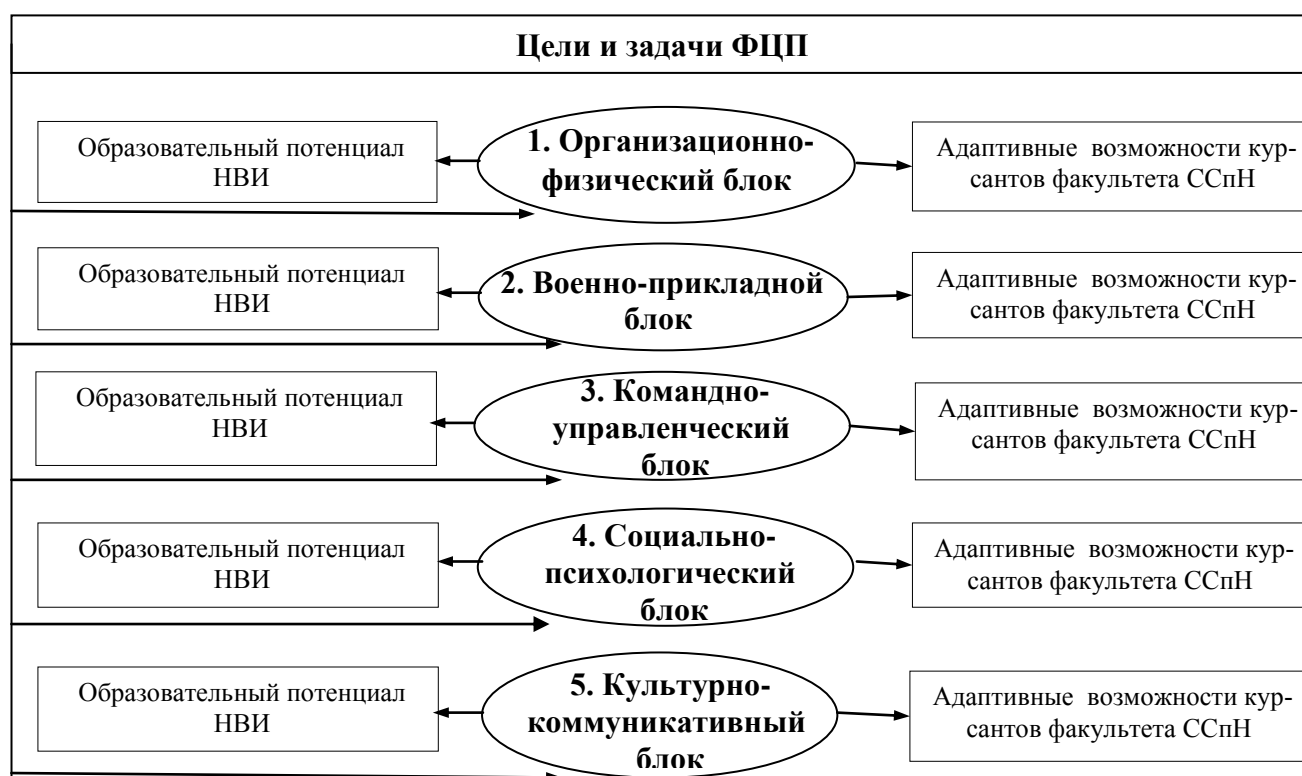 Цели и задачи ФЦП
Образовательный потенциал
НВИ
1. Организационно-
физический блок
Адаптивные возможности кур-
сантов факультета ССпН
Образовательный потенциал
НВИ
2. Военно-прикладной
блок
Адаптивные возможности кур-
сантов факультета ССпН
Образовательный потенциал
НВИ
3. Командно-
управленческий
блок
Адаптивные возможности кур-
сантов факультета ССпН
Образовательный потенциал
НВИ
4. Социально-
психологический
блок
Адаптивные возможности кур-
сантов факультета ССпН
Образовательный потенциал
НВИ
5. Культурно-
коммуникативный
блок
Адаптивные возможности кур-
сантов факультета ССпН